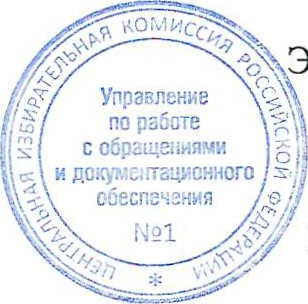 ЦЕНТРАЛЬНАЯ ИЗБИРАТЕЛЬНАЯ КОМИССИЯ РОССИЙСКОЙ ФЕДЕРАЦИИ *
Управление
по работе
с обращениями
и документационного
обеспечения
№1
Э